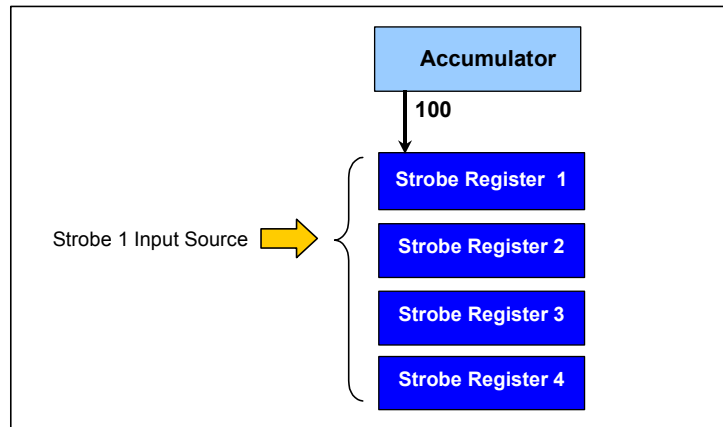 Accumulator
100
Strobe Register 1
Strobe 1 Input Source
Strobe Register 2
Strobe Register 3
Strobe Register 4